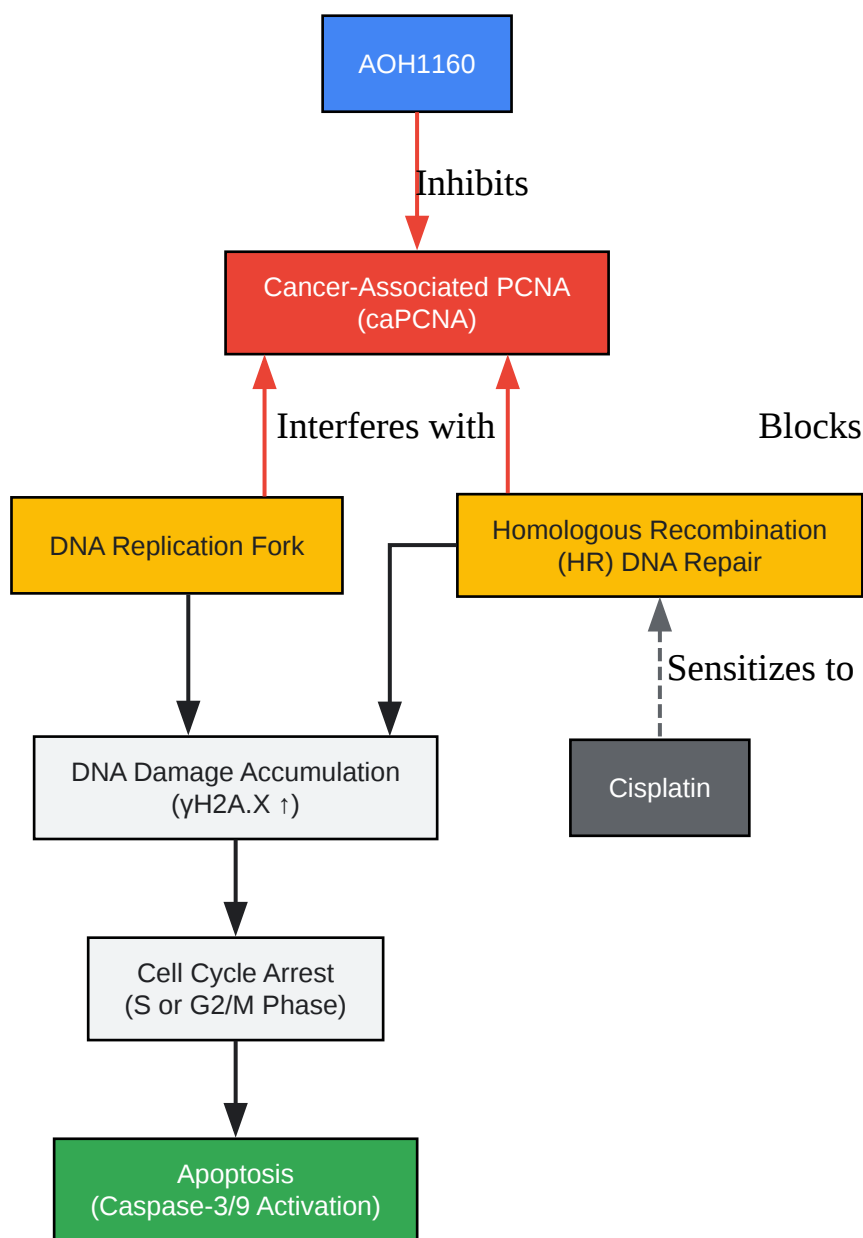 AOH1160
Inhibits
Cancer-Associated PCNA
(caPCNA)
Interferes with
Blocks
DNA Replication Fork
Homologous Recombination
(HR) DNA Repair
Sensitizes to
DNA Damage Accumulation
(γH2A.X ↑)
Cisplatin
Cell Cycle Arrest
(S or G2/M Phase)
Apoptosis
(Caspase-3/9 Activation)